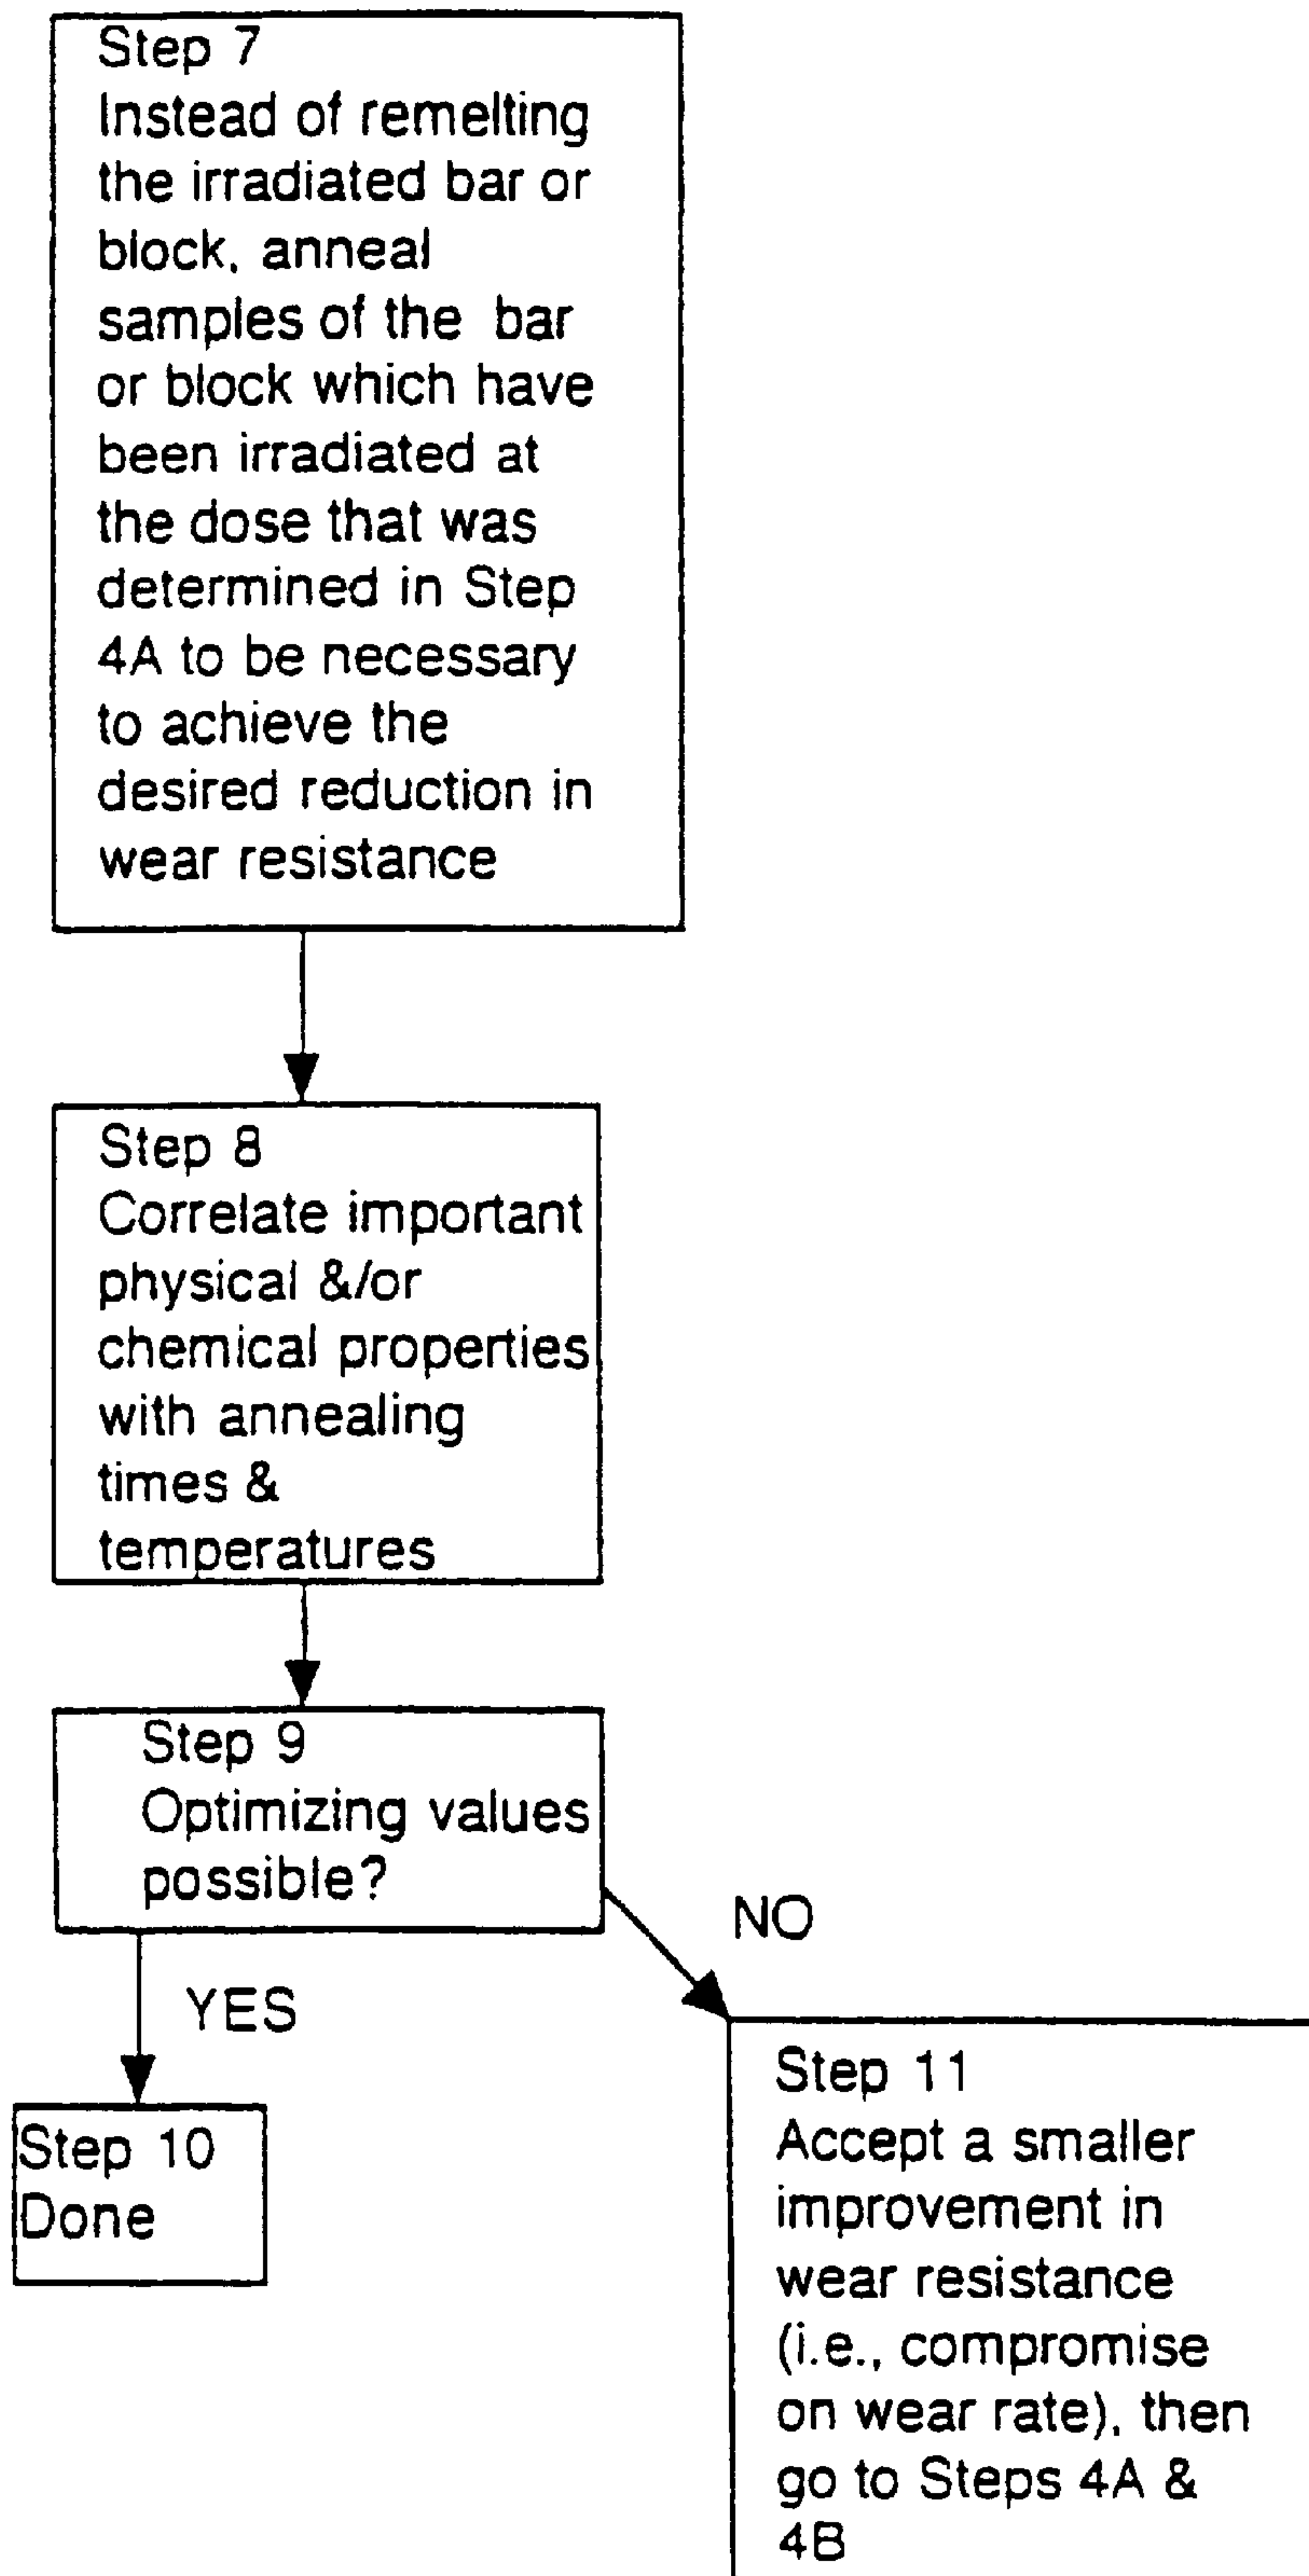 Step 7
Instead of remelting
the irradiated bar or
block, anneal
samples of the bar
or block which have
been irradiated at
the dose that was
determined in Step
4A to be necessary
to achieve the
desired reduction in
wear resistance
Step 8
Correlate important
physical &/or
chemical properties
with annealing
times &
temperatures
Step 9
Optimizing values
possible?
NO
YES
Step 10
Done
Step 11
Accept a smaller
improvement in
wear resistance
(i.e., compromise
on wear rate), then
go to Steps 4A &
4B